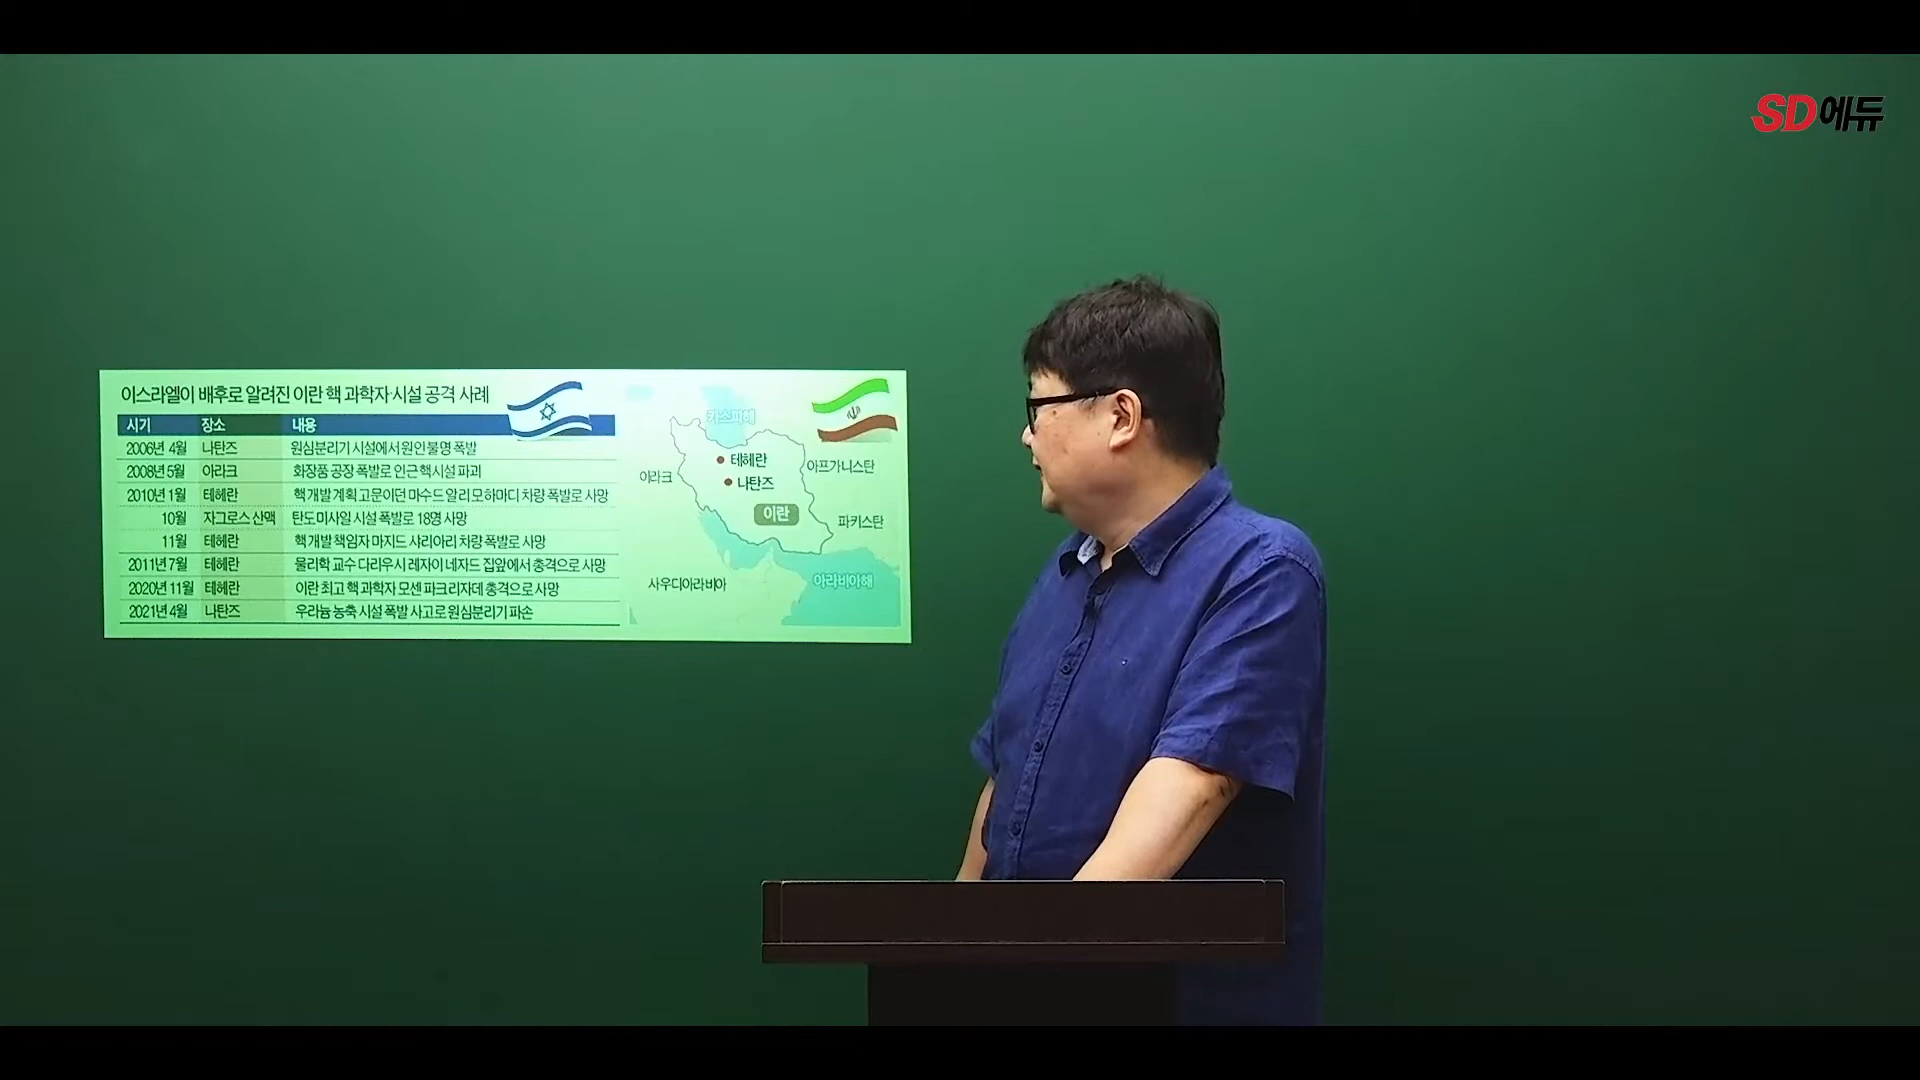 SD에듀
이스라엘이 배후로 알려진 이란 핵 과학자·시설 공격 사례
시기 장소 내용
2006년 4월 나탄즈 원심분리기 시설에서 원인 불명 폭발
2008년 5월 아라크 화장품 공장 폭발로 인근 핵 시설 파괴
2010년 1월 테헤란 핵 개발 계획 고문이던 마수드 알리 모하마디 차량 폭발로 사망
10월 자그로스 산맥 탄도미사일 시설 폭발로 18명 사망
11월 테헤란 핵 개발 책임자 마지드 샤리아리 차량 폭발로 사망
2011년 7월 테헤란 물리학 교수 다리우시 레자이 네자드 집앞에서 총격으로 사망
2020년 11월 테헤란 이란 최고 핵 과학자 모센 파크리자데 총격으로 사망
2021년 4월 나탄즈 우라늄 농축 시설 폭발 사고로 원심분리기 파손
카스피해
테헤란
아프가니스탄
이라크
나탄즈
이란
파키스탄
사우디아라비아
아라비아해